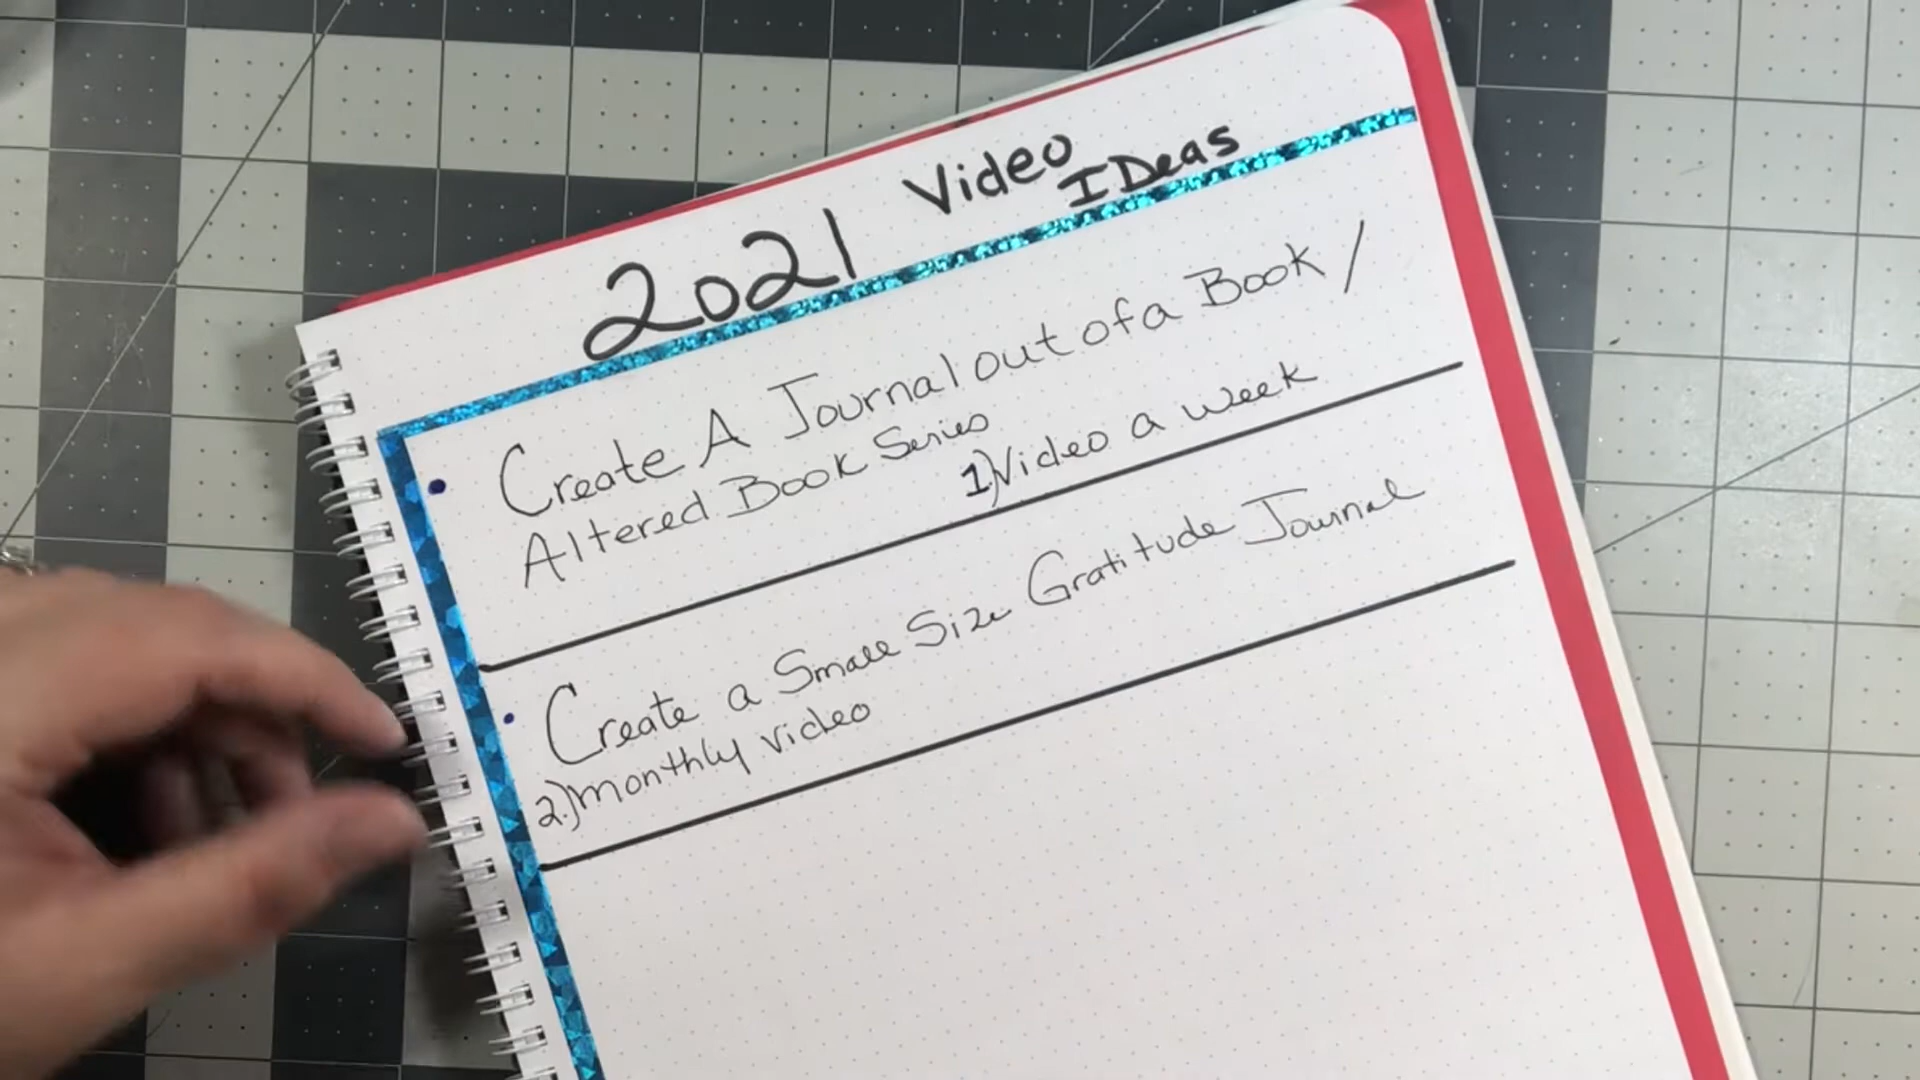 2021 Video
IDeas
• Create A Journal out of a Book /
Altered Book Series
1) Video a week
• Create a Small Size Gratitude Journal
2.) monthly video